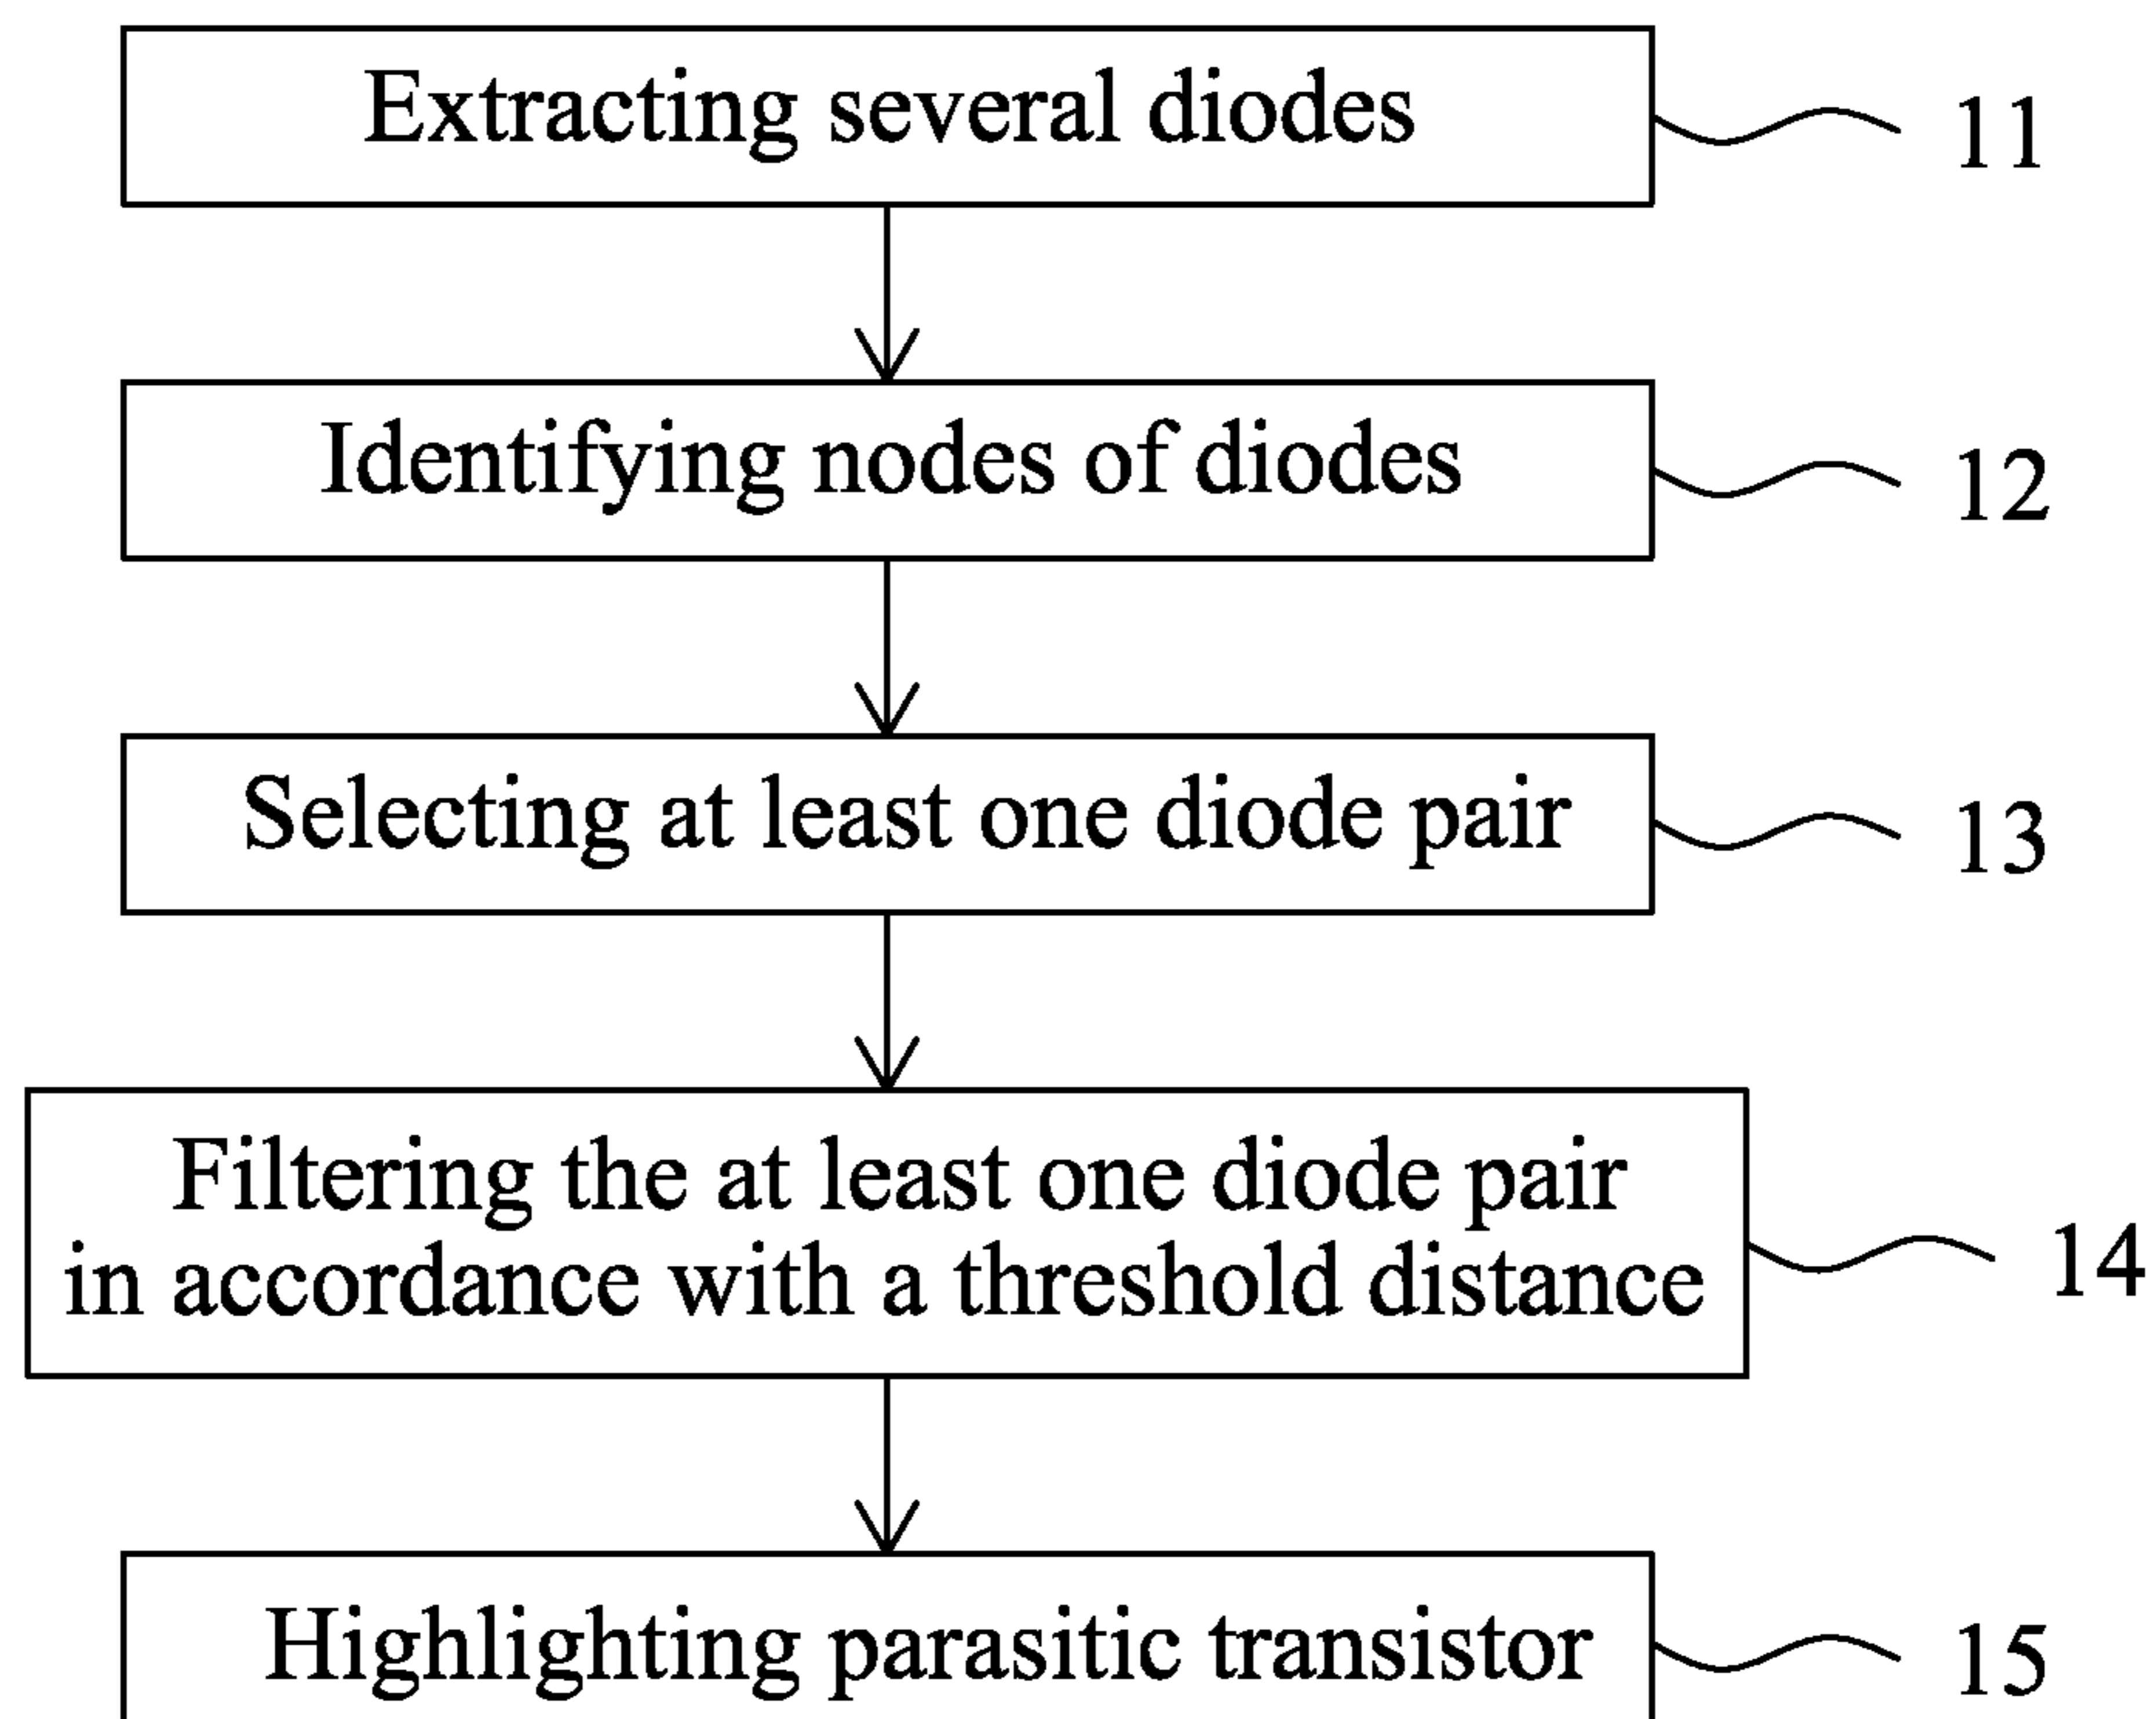 Extracting several diodes
11
Identifying nodes of diodes
12
Selecting at least one diode pair
13
Filtering the at least one diode pair
in accordance with a threshold distance
14
Highlighting parasitic transistor
15